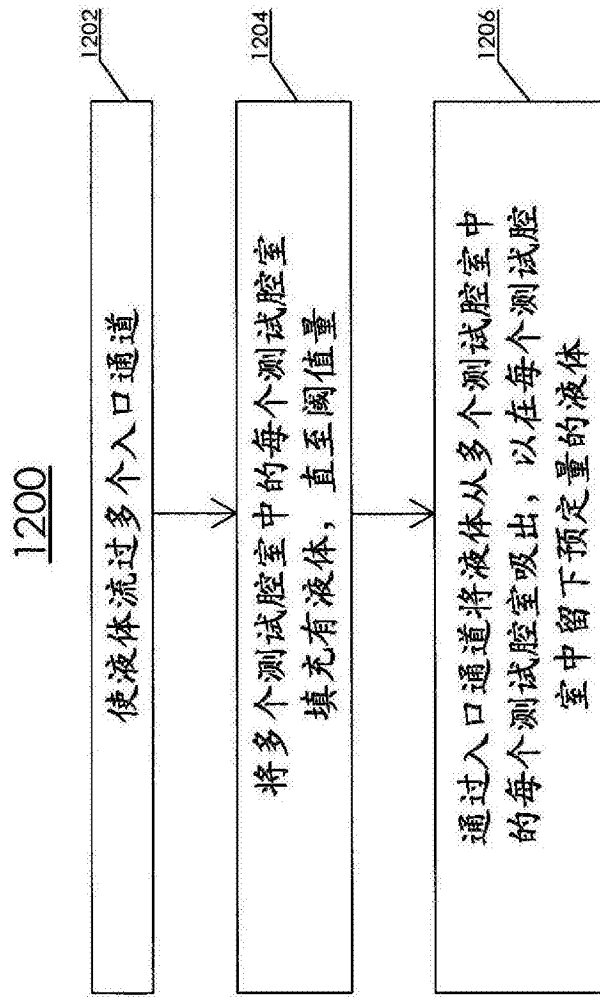 1200
使液体流过多个入口通道
1202
将多个测试腔室中的每个测试腔室
填充有液体，直至阈值量
1204
通过入口通道将液体从多个测试腔室中
的每个测试腔室吸出，以在每个测试腔
室中留下预定量的液体
1206